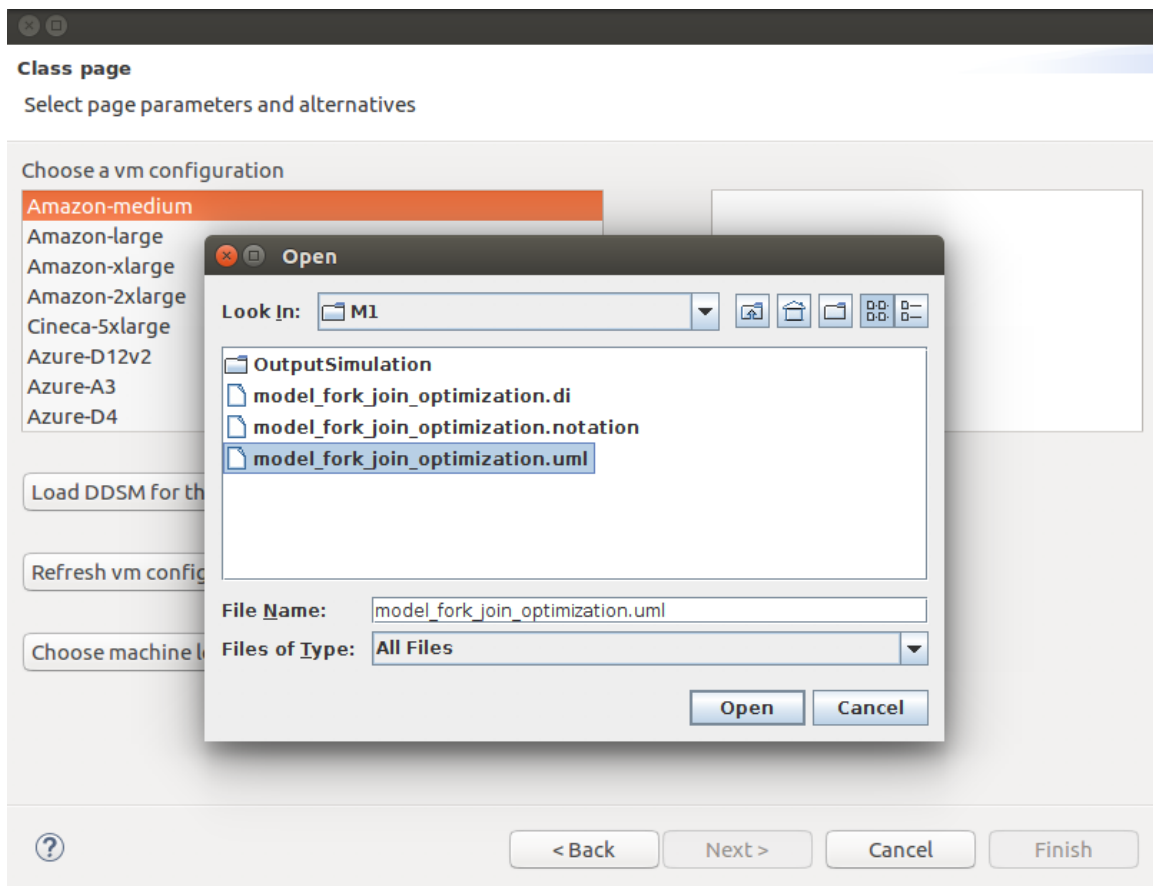 Class page
Select page parameters and alternatives
Choose a vm configuration
Amazon-medium
Amazon-large
Amazon-xlarge
Amazon-2xlarge
Cineca-5xlarge
Azure-D12v2
Azure-A3
Azure-D4
Load DDSM for th
Refresh vm config
Choose machine l
Open
Look In: M1
OutputSimulation
model_fork_join_optimization.di
model_fork_join_optimization.notation
model_fork_join_optimization.uml
File Name: model_fork_join_optimization.uml
Files of Type: All Files
Open Cancel
? < Back Next > Cancel Finish